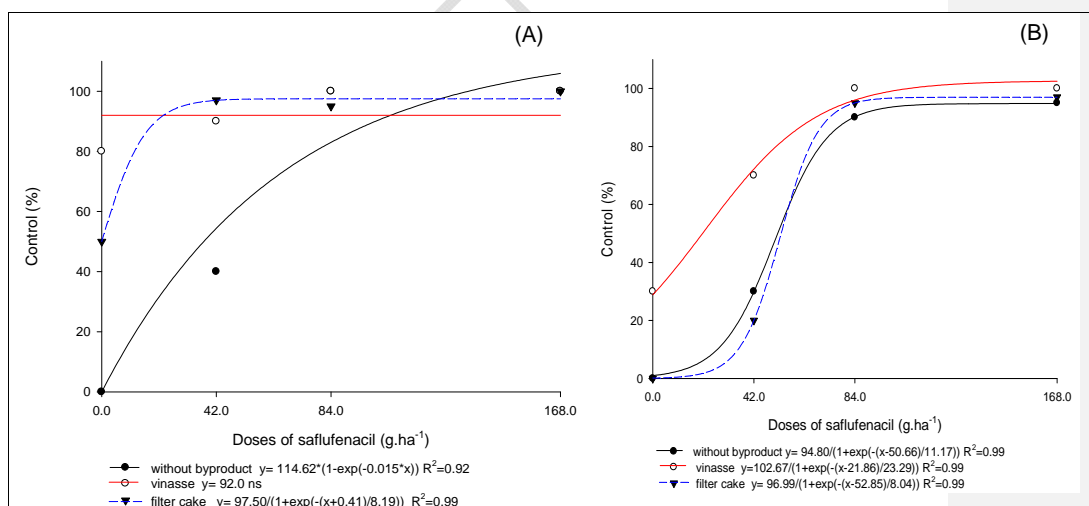 (A)
Control (%)
100
80
60
40
20
0
0.0 42.0 84.0 168.0
Doses of saflufenacil (g.ha-1)
without byproduct y= 114.62*(1-exp(-0.015*x)) R2=0.92
vinasse y= 92.0 ns
filter cake y= 97.50/(1+exp(-(x+0.41)/8.19)) R2=0.99
(B)
Control (%)
100
80
60
40
20
0
0.0 42.0 84.0 168.0
Doses of saflufenacil (g.ha-1)
without byproduct y= 94.80/(1+exp(-(x-50.66)/11.17)) R2=0.99
vinasse y=102.67/(1+exp(-(x-21.86)/23.29)) R2=0.99
filter cake y= 96.99/(1+exp(-(x-52.85)/8.04)) R2=0.99